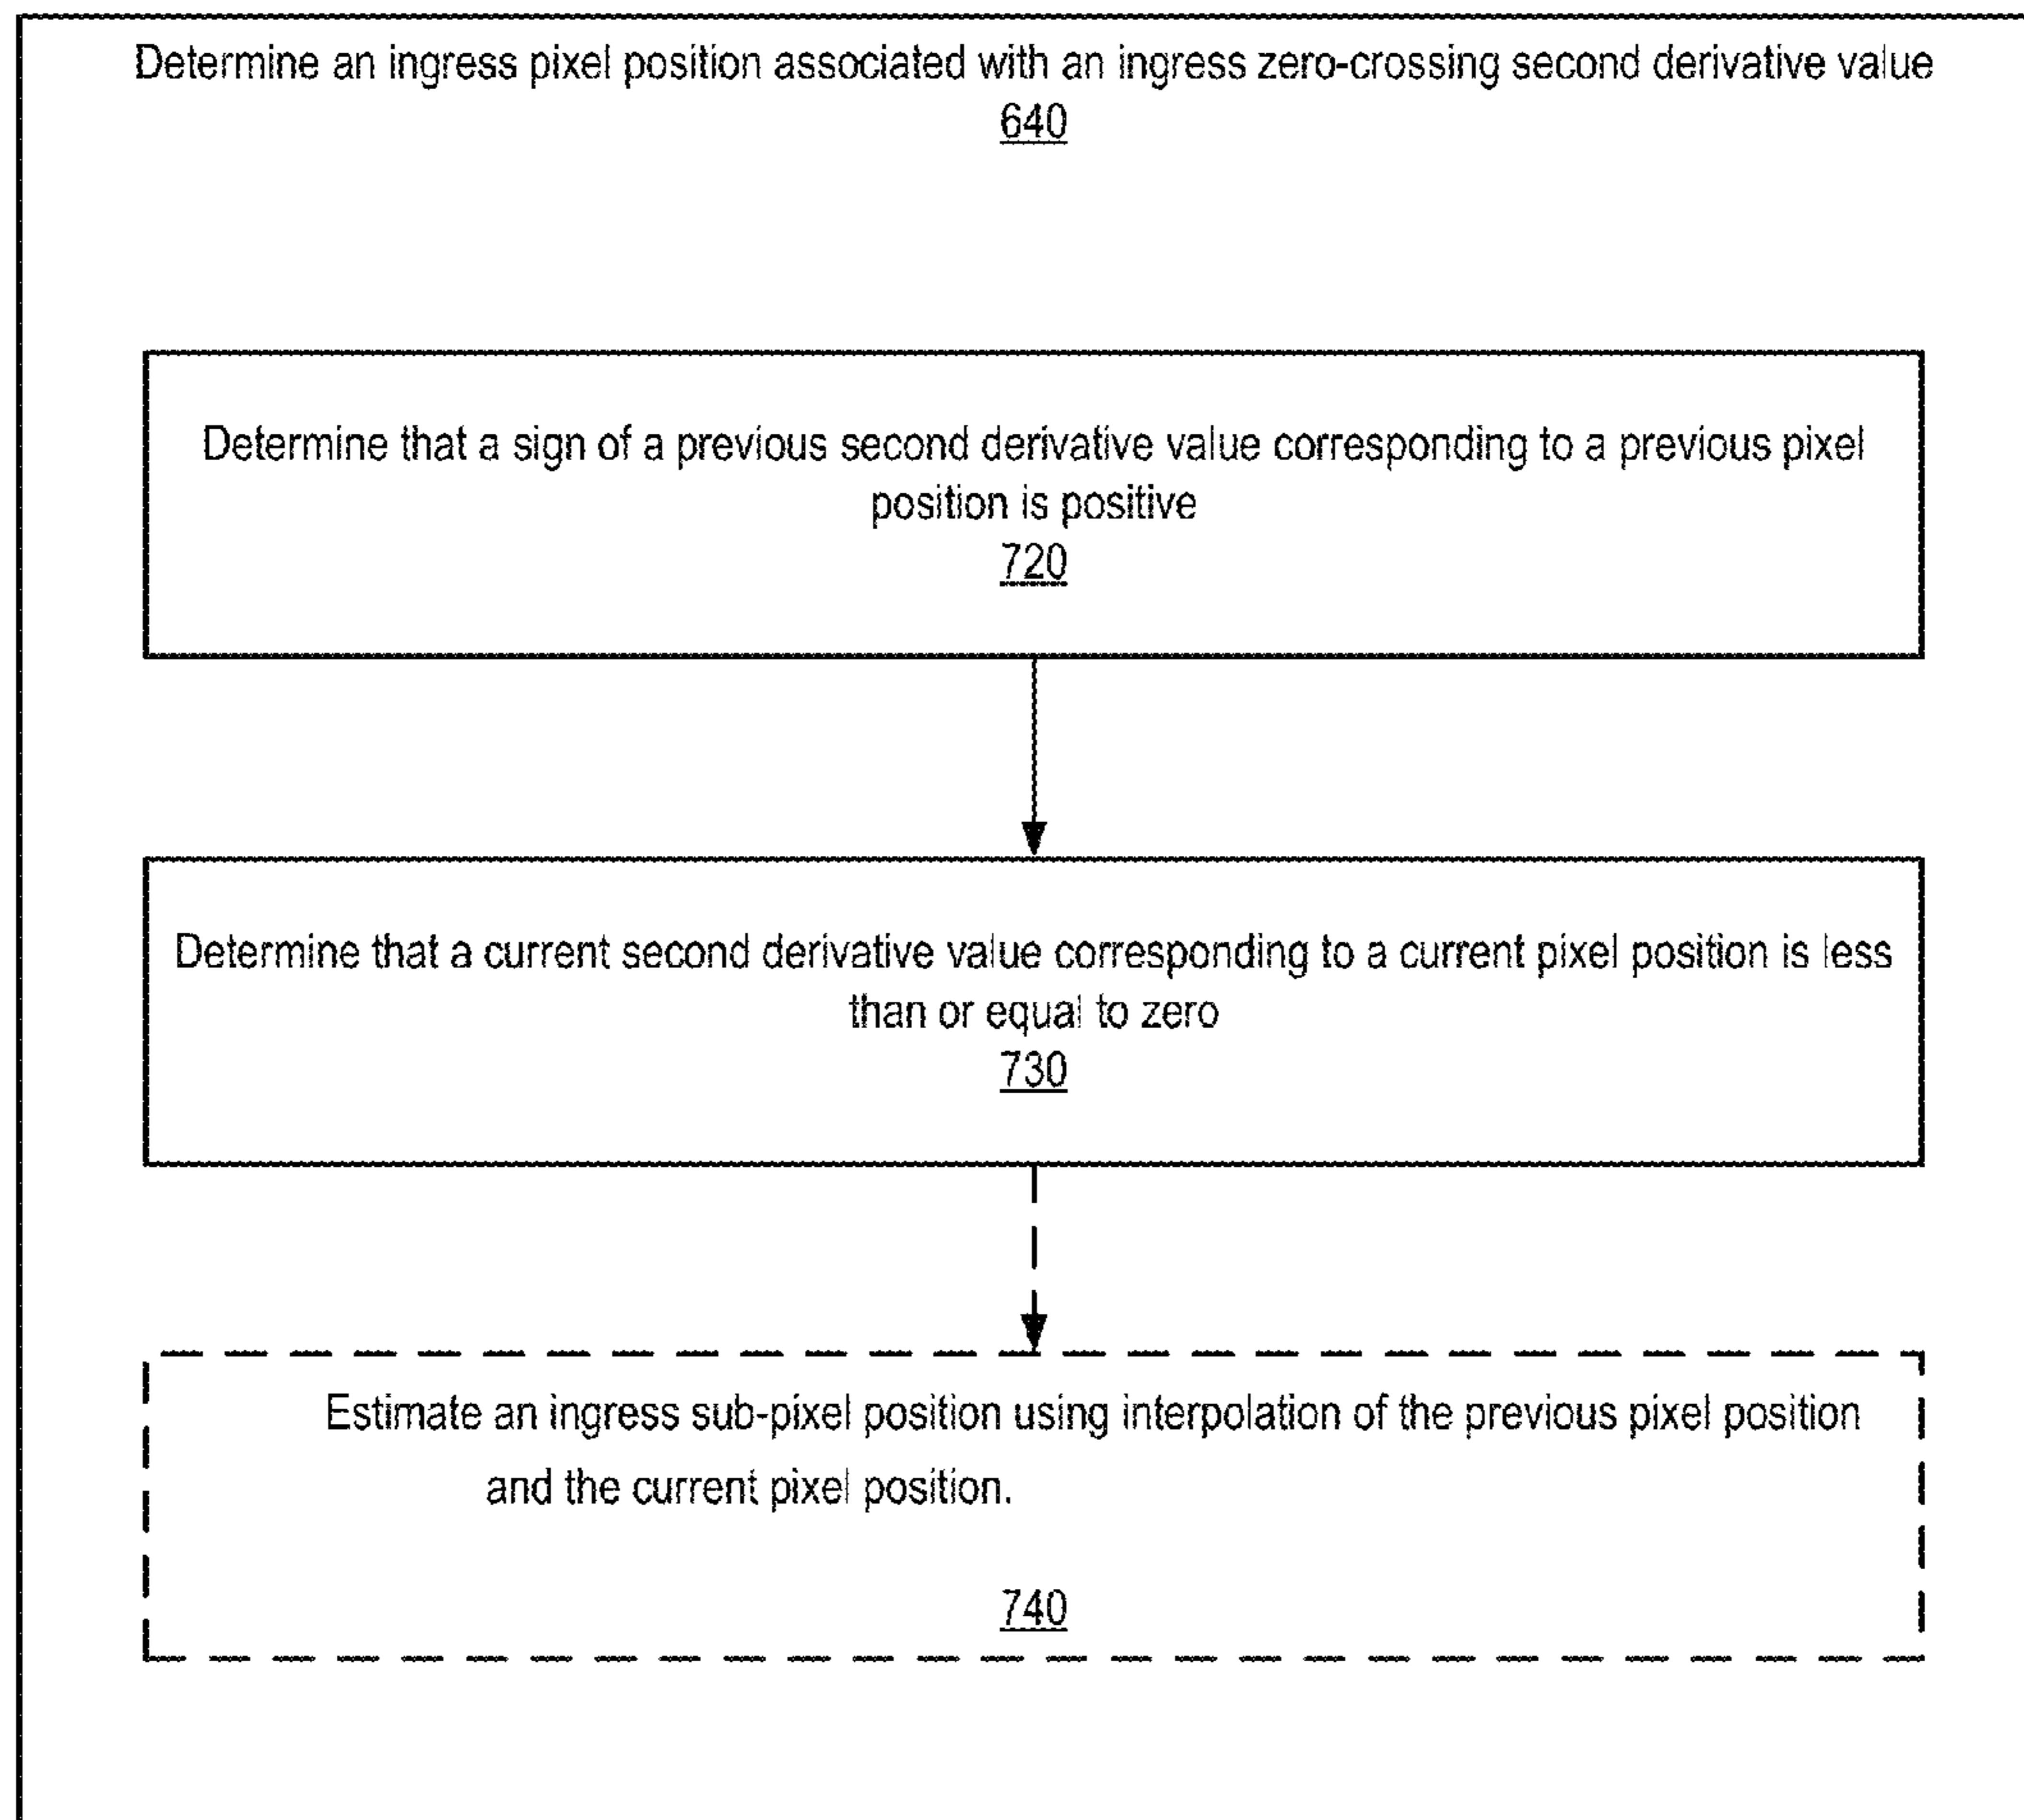 Determine an ingress pixel position associated with an ingress zero-crossing second derivative value
640
Determine that a sign of a previous second derivative value corresponding to a previous pixel
position is positive
720
Determine that a current second derivative value corresponding to a current pixel position is less
than or equal to zero
730
Estimate an ingress sub-pixel position using interpolation of the previous pixel position
and the current pixel position.
740